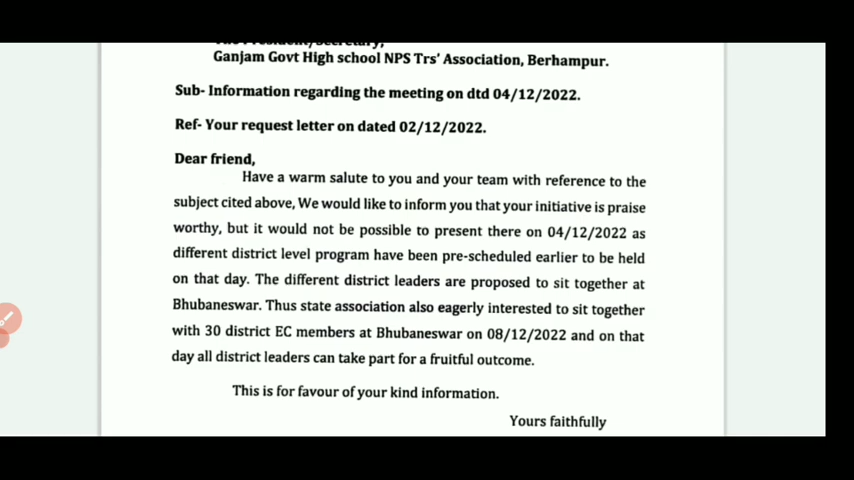 Ganjam Govt High school NPS Trs' Association, Berhampur.
Sub- Information regarding the meeting on dtd 04/12/2022.
Ref- Your request letter on dated 02/12/2022.
Dear friend,
Have a warm salute to you and your team with reference to the
subject cited above, We would like to inform you that your initiative is praise
worthy, but it would not be possible to present there on 04/12/2022 as
different district level program have been pre-scheduled earlier to be held
on that day. The different district leaders are proposed to sit together at
Bhubaneswar. Thus state association also eagerly interested to sit together
with 30 district EC members at Bhubaneswar on 08/12/2022 and on that
day all district leaders can take part for a fruitful outcome.
This is for favour of your kind information.
Yours faithfully